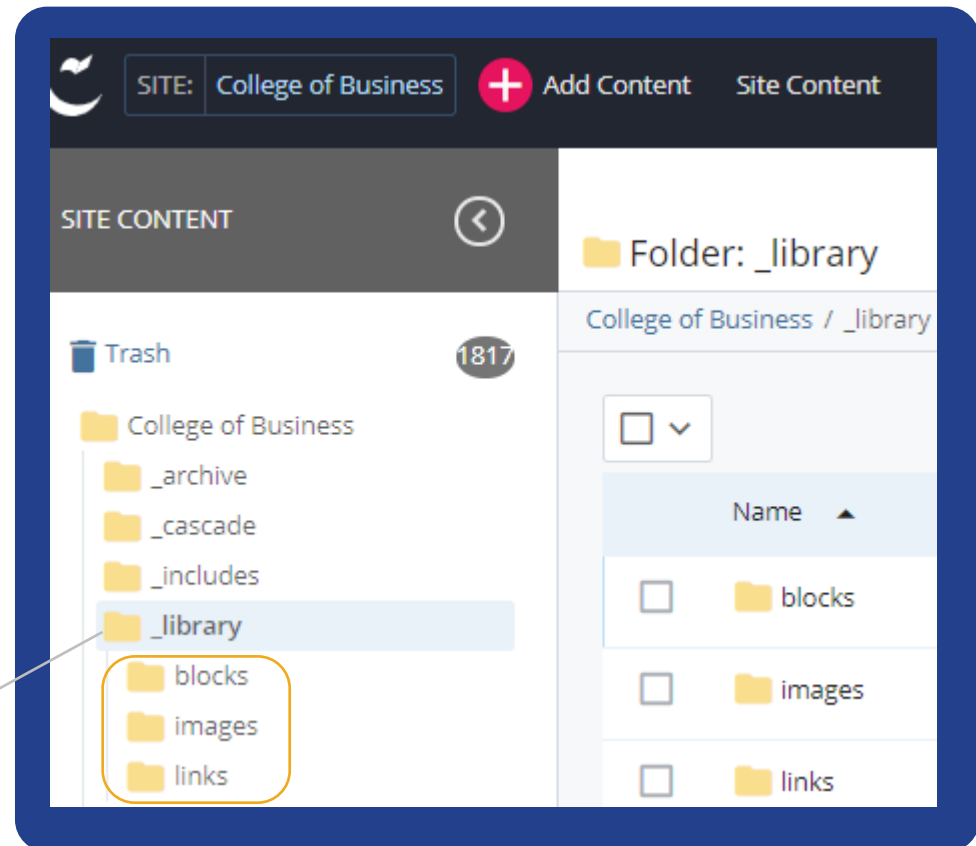 SITE: College of Business Add Content Site Content
SITE CONTENT
Folder: _library
College of Business / _library
Trash 1817
College of Business
_archive
_cascade
_includes
_library
blocks
images
links
Name
blocks
images
links